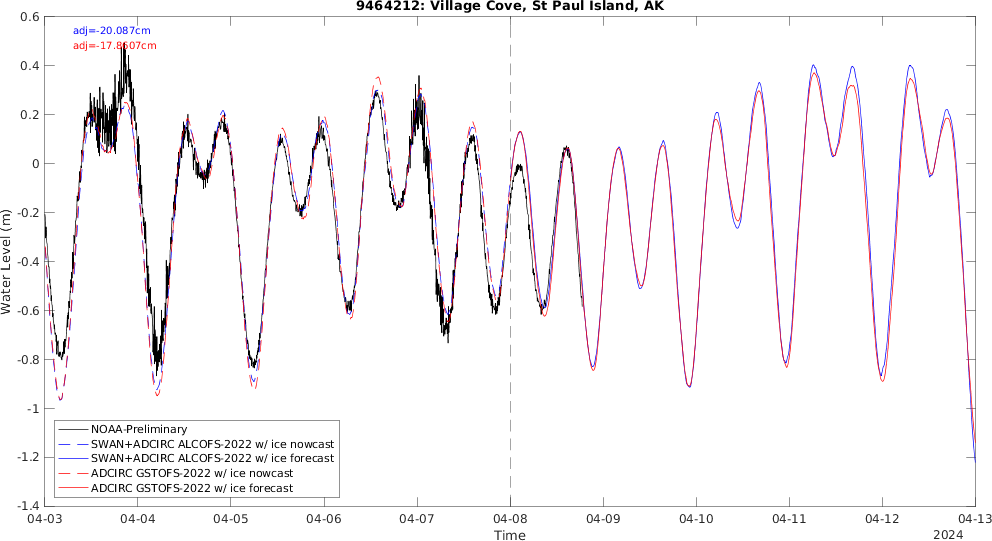 9464212: Village Cove, St Paul Island, AK
adj=-20.087cm
adj=-17.8607cm
Water Level (m)
0.6
0.4
0.2
0
-0.2
-0.4
-0.6
-0.8
-1
-1.2
-1.4
NOAA-Preliminary
SWAN+ADCIRC ALCOFS-2022 w/ ice nowcast
SWAN+ADCIRC ALCOFS-2022 w/ ice forecast
ADCIRC GSTOFS-2022 w/ ice nowcast
ADCIRC GSTOFS-2022 w/ ice forecast
04-03 04-04 04-05 04-06 04-07 04-08 04-09 04-10 04-11 04-12 04-13
Time
2024